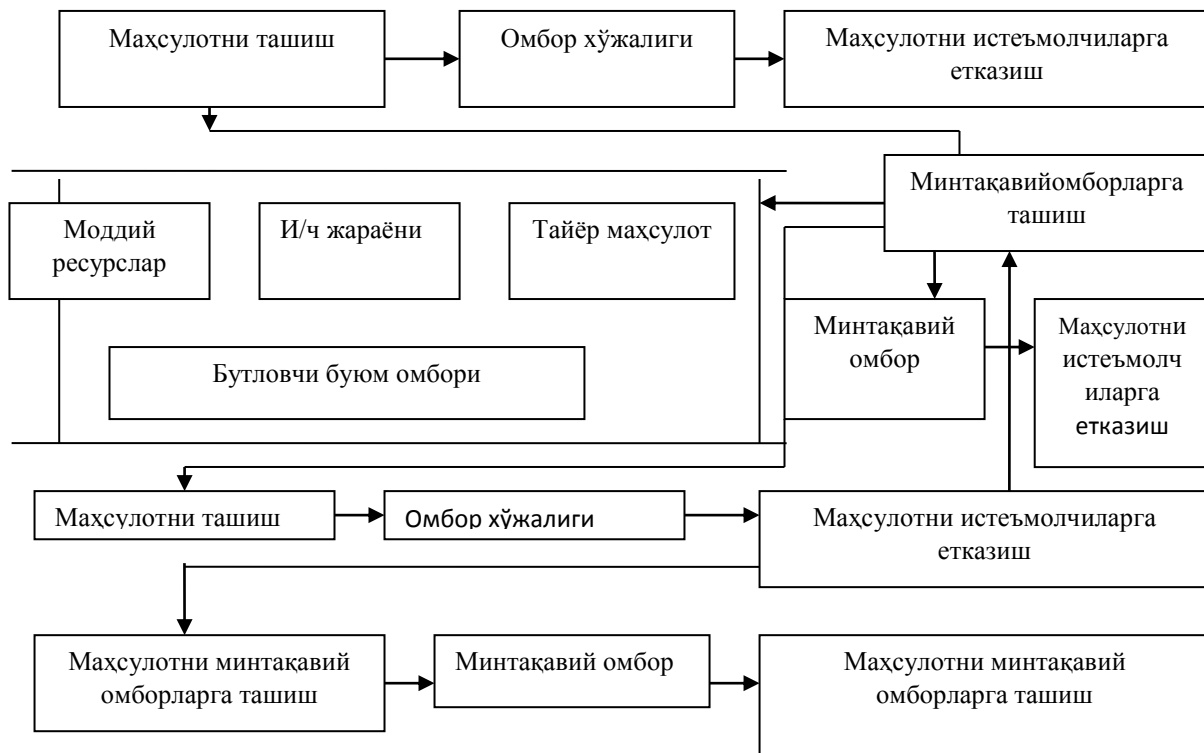 Маҳсулотни ташиш
Омбор хўжалиги
Маҳсулотни истеъмолчиларга
етказиш
Минтақавийомборларга
ташиш
Моддий
ресурслар
И/ч жараёни
Тайёр маҳсулот
Минтақавий
омбор
Маҳсулотни
истеъмолч
иларга
етказиш
Бутловчи буюм омбори
Маҳсулотни ташиш
Омбор хўжалиги
Маҳсулотни истеъмолчиларга
етказиш
Маҳсулотни минтақавий
омборларга ташиш
Минтақавий омбор
Маҳсулотни минтақавий
омборларга ташиш